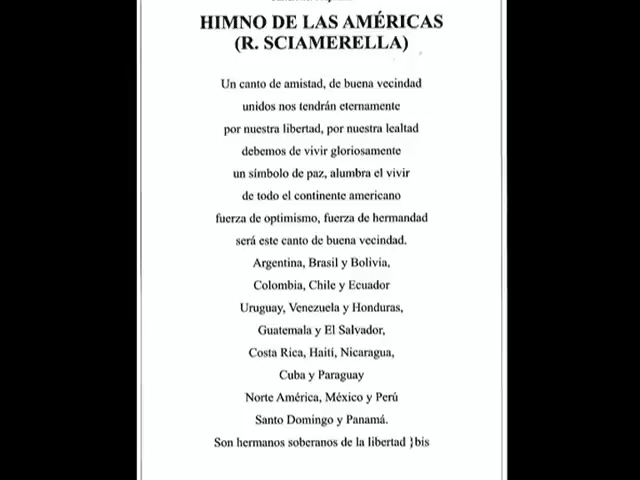 HIMNO DE LAS AMÉRICAS
(R. SCIAMERELLA)
Un canto de amistad, de buena vecindad
unidos nos tendrán eternamente
por nuestra libertad, por nuestra lealtad
debemos de vivir gloriosamente
un símbolo de paz, alumbra el vivir
de todo el continente americano
fuerza de optimismo, fuerza de hermandad
será este canto de buena vecindad.
Argentina, Brasil y Bolivia,
Colombia, Chile y Ecuador
Uruguay, Venezuela y Honduras,
Guatemala y El Salvador,
Costa Rica, Haití, Nicaragua,
Cuba y Paraguay
Norte América, México y Perú
Santo Domingo y Panamá.
Son hermanos soberanos de la libertad }bis